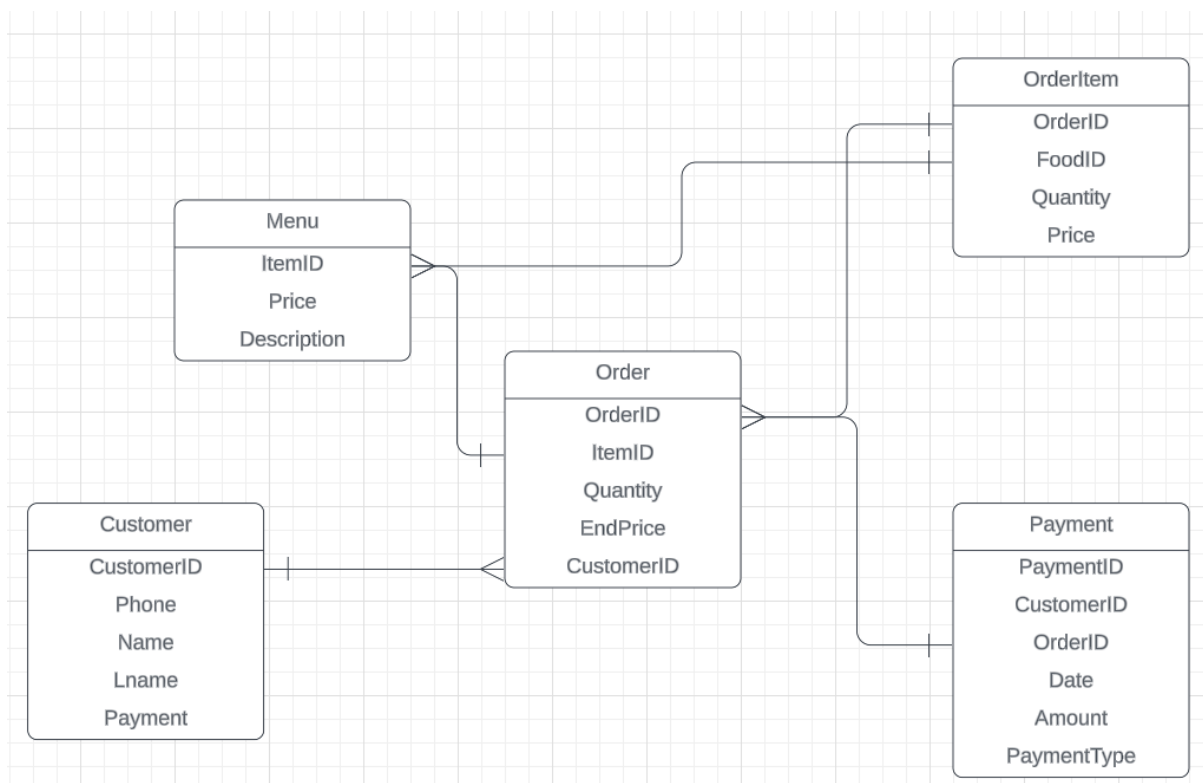 OrderItem
OrderID
FoodID
Quantity
Price
Menu
ItemID
Price
Description
Order
OrderID
ItemID
Quantity
EndPrice
CustomerID
Customer
CustomerID
Phone
Name
Lname
Payment
Payment
PaymentID
CustomerID
OrderID
Date
Amount
PaymentType